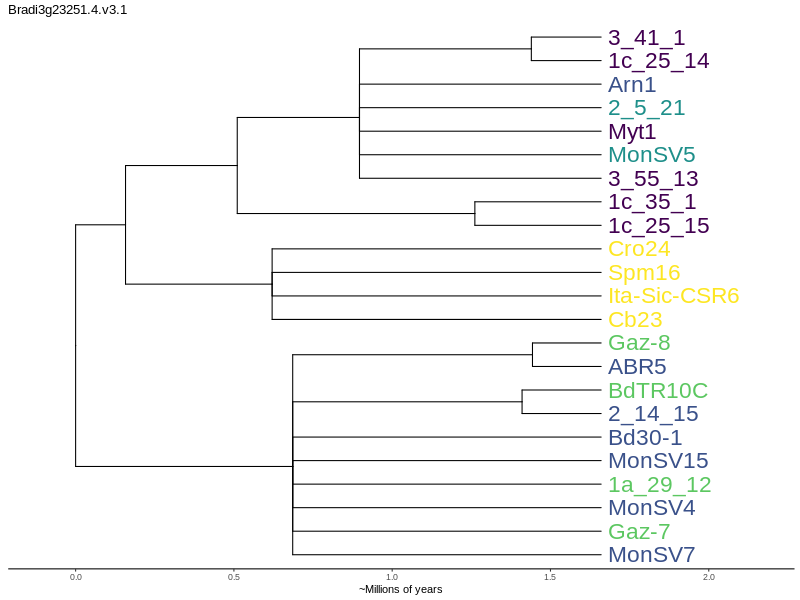 Bradi3g23251.4.v3.1
3_41_1
1c_25_14
Arn1
2_5_21
Myt1
MonSV5
3_55_13
1c_35_1
1c_25_15
Cro24
Spm16
Ita-Sic-CSR6
Cb23
Gaz-8
ABR5
BdTR10C
2_14_15
Bd30-1
MonSV15
1a_29_12
MonSV4
Gaz-7
MonSV7
0.0 0.5 1.0 1.5 2.0
~Millions of years